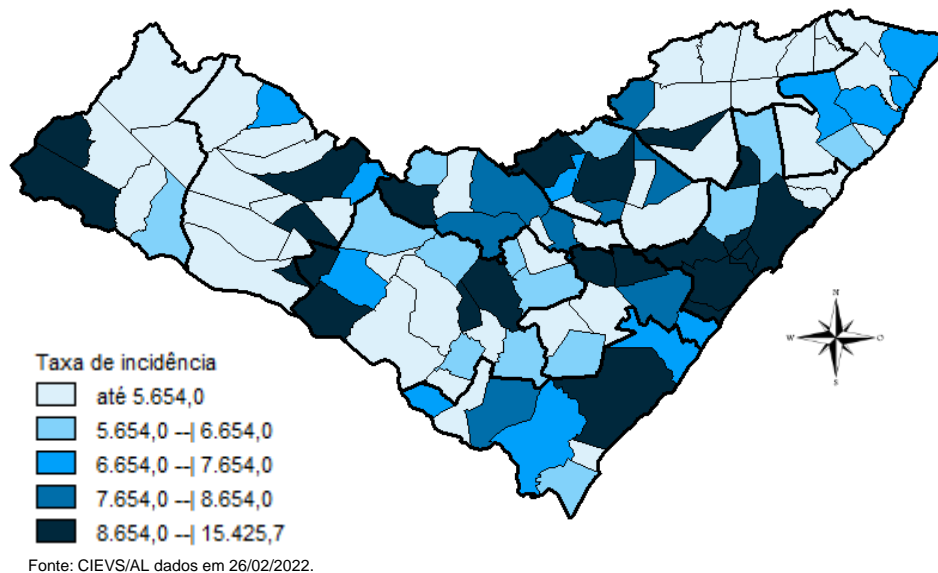 N
W
O
S
Taxa de incidência
até 5.654,0
5.654,0 --| 6.654,0
6.654,0 --| 7.654,0
7.654,0 --| 8.654,0
8.654,0 --| 15.425,7
Fonte: CIEVS/AL dados em 26/02/2022.